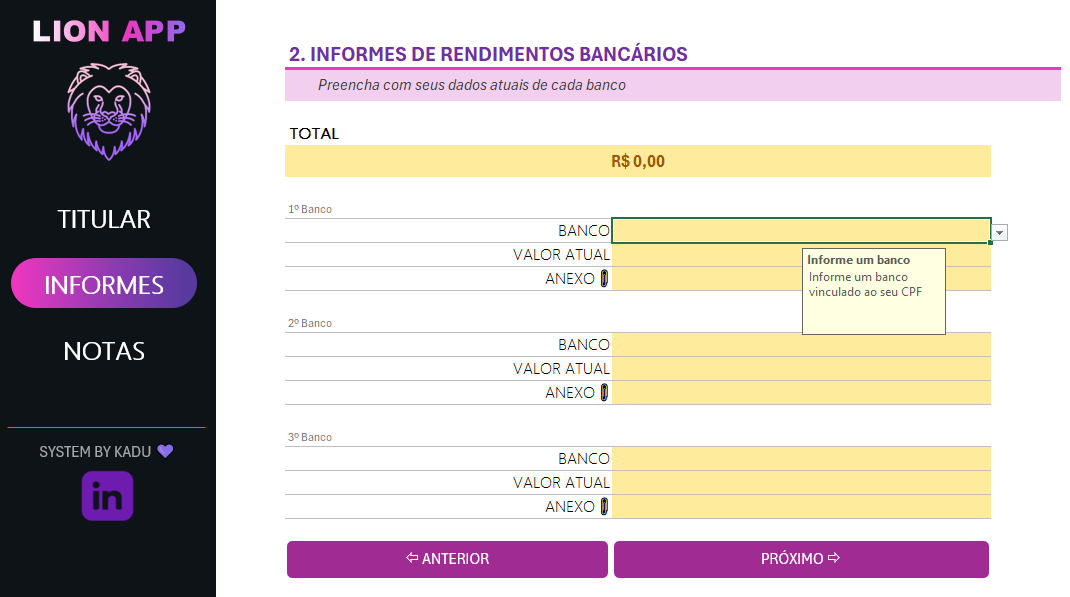 LION APP
TITULAR
INFORMES
NOTAS
SYSTEM BY KADU
in
2. INFORMES DE RENDIMENTOS BANCÁRIOS
Preencha com seus dados atuais de cada banco
TOTAL
R$ 0,00
1º Banco
BANCO
VALOR ATUAL
ANEXO
Informe um banco
Informe um banco
vinculado ao seu CPF
2º Banco
BANCO
VALOR ATUAL
ANEXO
3º Banco
BANCO
VALOR ATUAL
ANEXO
⇦ ANTERIOR
PRÓXIMO ⇨